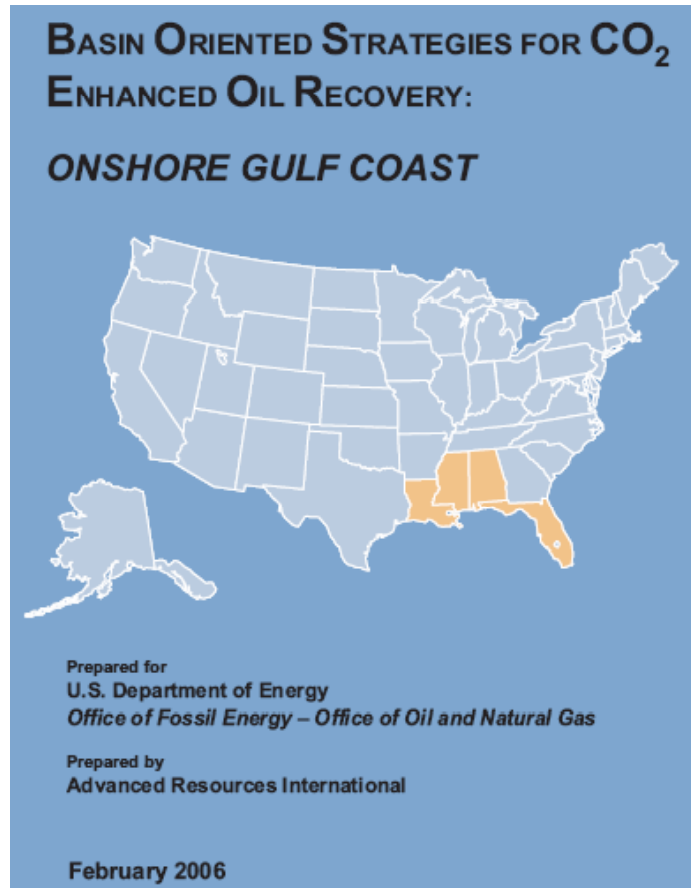 BASIN ORIENTED STRATEGIES FOR CO2
ENHANCED OIL RECOVERY:
ONSHORE GULF COAST
Prepared for
U.S. Department of Energy
Office of Fossil Energy – Office of Oil and Natural Gas
Prepared by
Advanced Resources International
February 2006